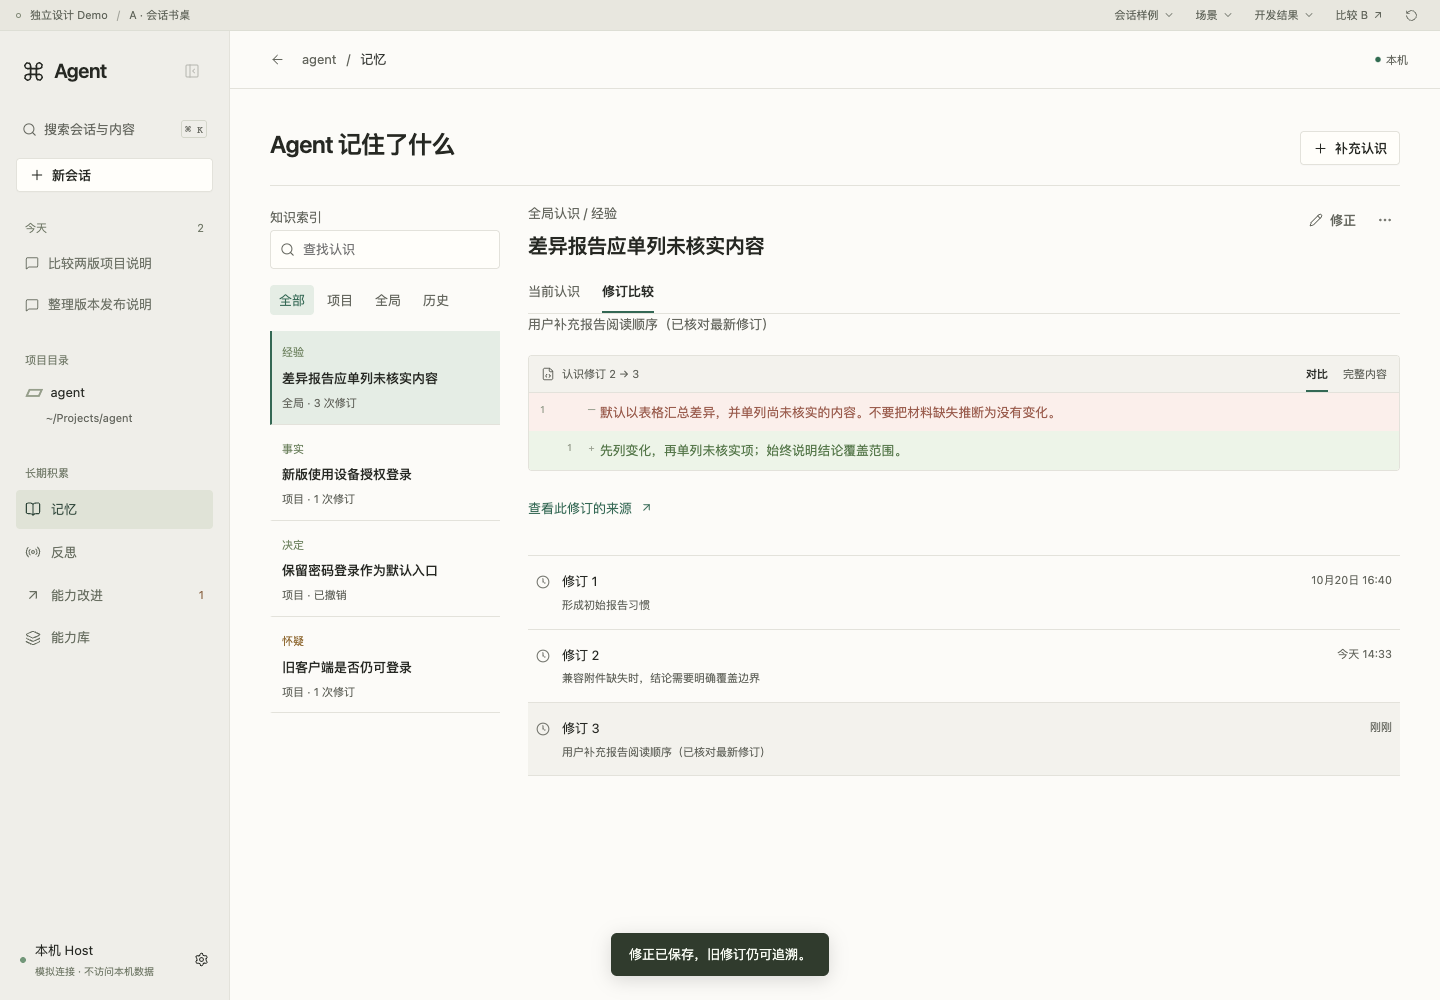 独立设计 Demo / A · 会话书桌
会话样例 场景 开发结果 比较 B
Agent
agent / 记忆
本机
搜索会话与内容 ⌘ K
新会话
今天 2
比较两版项目说明
整理版本发布说明
项目目录
agent
~/Projects/agent
长期积累
记忆
反思
能力改进 1
能力库
本机 Host
模拟连接 · 不访问本机数据
Agent 记住了什么
补充认识
知识索引
查找认识
全部 项目 全局 历史
经验
差异报告应单列未核实内容
全局 · 3 次修订
事实
新版使用设备授权登录
项目 · 1 次修订
决定
保留密码登录作为默认入口
项目 · 已撤销
怀疑
旧客户端是否仍可登录
项目 · 1 次修订
全局认识 / 经验
修正 ···
差异报告应单列未核实内容
当前认识 修订比较
用户补充报告阅读顺序（已核对最新修订）
认识修订 2 → 3 对比 完整内容
1 − 默认以表格汇总差异，并单列尚未核实的内容。不要把材料缺失推断为没有变化。
1 + 先列变化，再单列未核实项；始终说明结论覆盖范围。
查看此修订的来源
修订 1 10月20日 16:40
形成初始报告习惯
修订 2 今天 14:33
兼容附件缺失时，结论需要明确覆盖边界
修订 3 刚刚
用户补充报告阅读顺序（已核对最新修订）
修正已保存，旧修订仍可追溯。